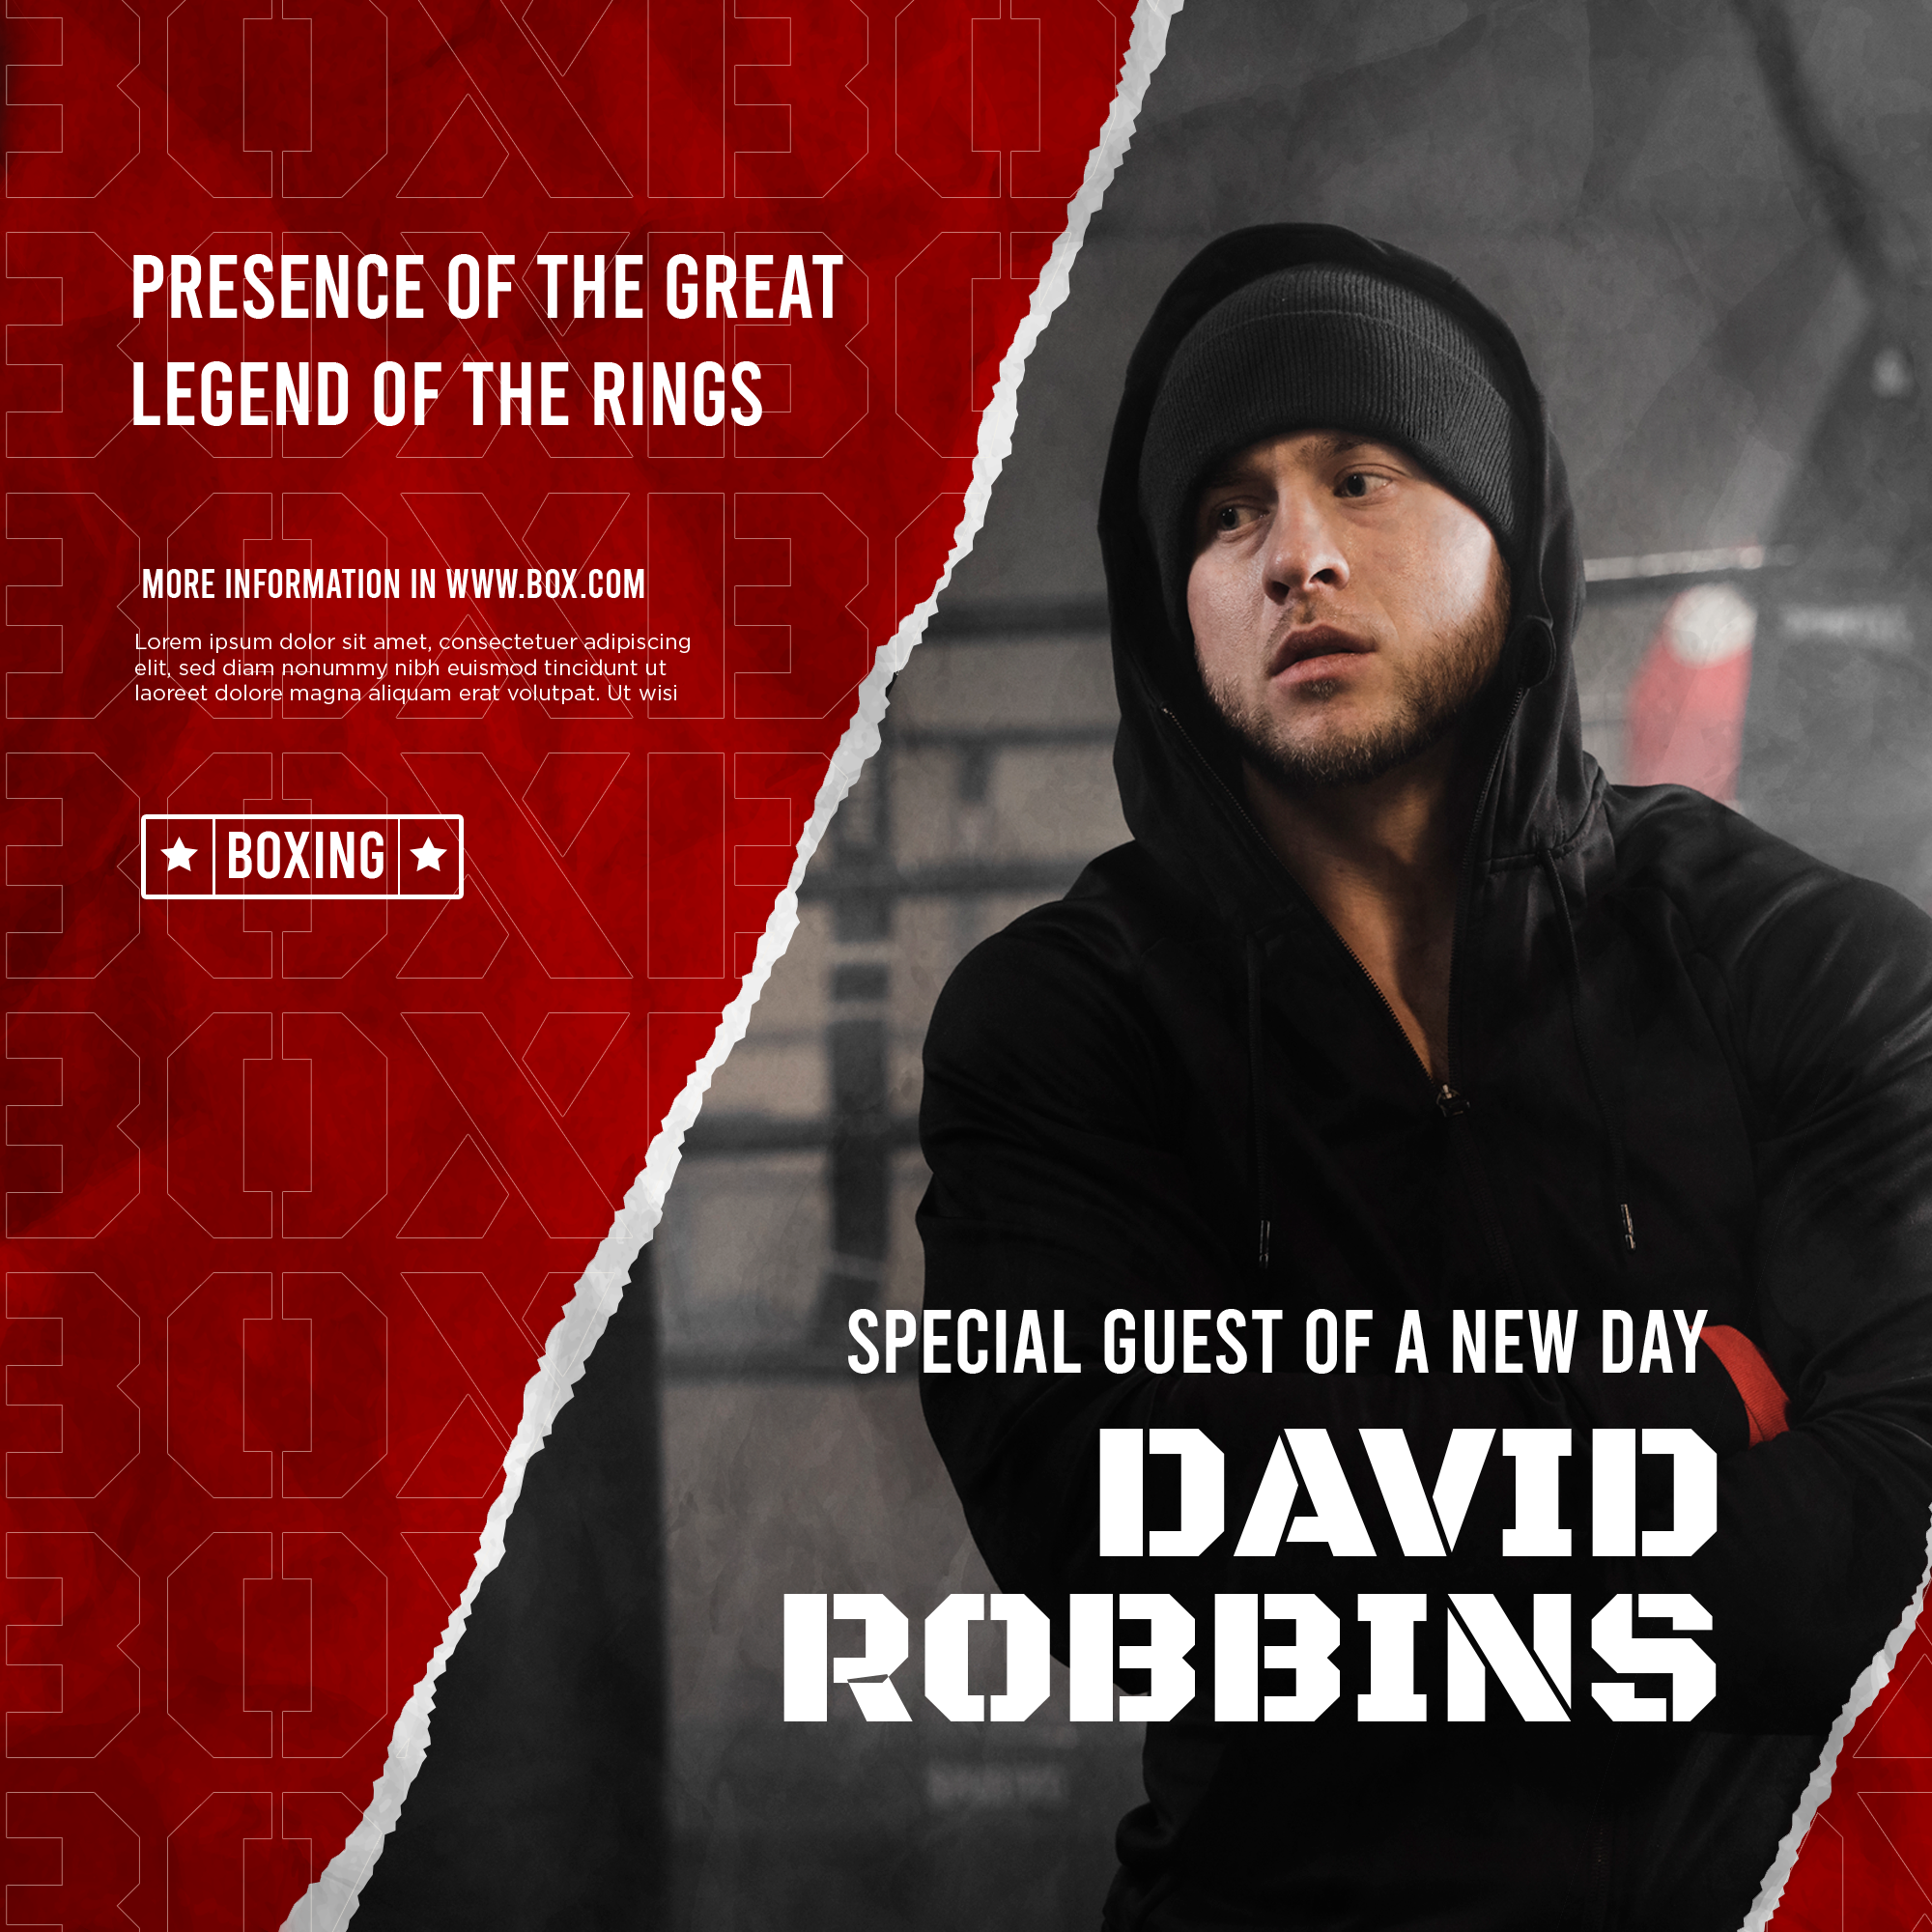 PRESENCE OF THE GREAT
LEGEND OF THE RINGS
MORE INFORMATION IN WWW.BOX.COM
Lorem ipsum dolor sit amet, consectetuer adipiscing
elit, sed diam nonummy nibh euismod tincidunt ut
laoreet dolore magna aliquam erat volutpat. Ut wisi
BOXING
SPECIAL GUEST OF A NEW DAY
DAVID
ROBBINS